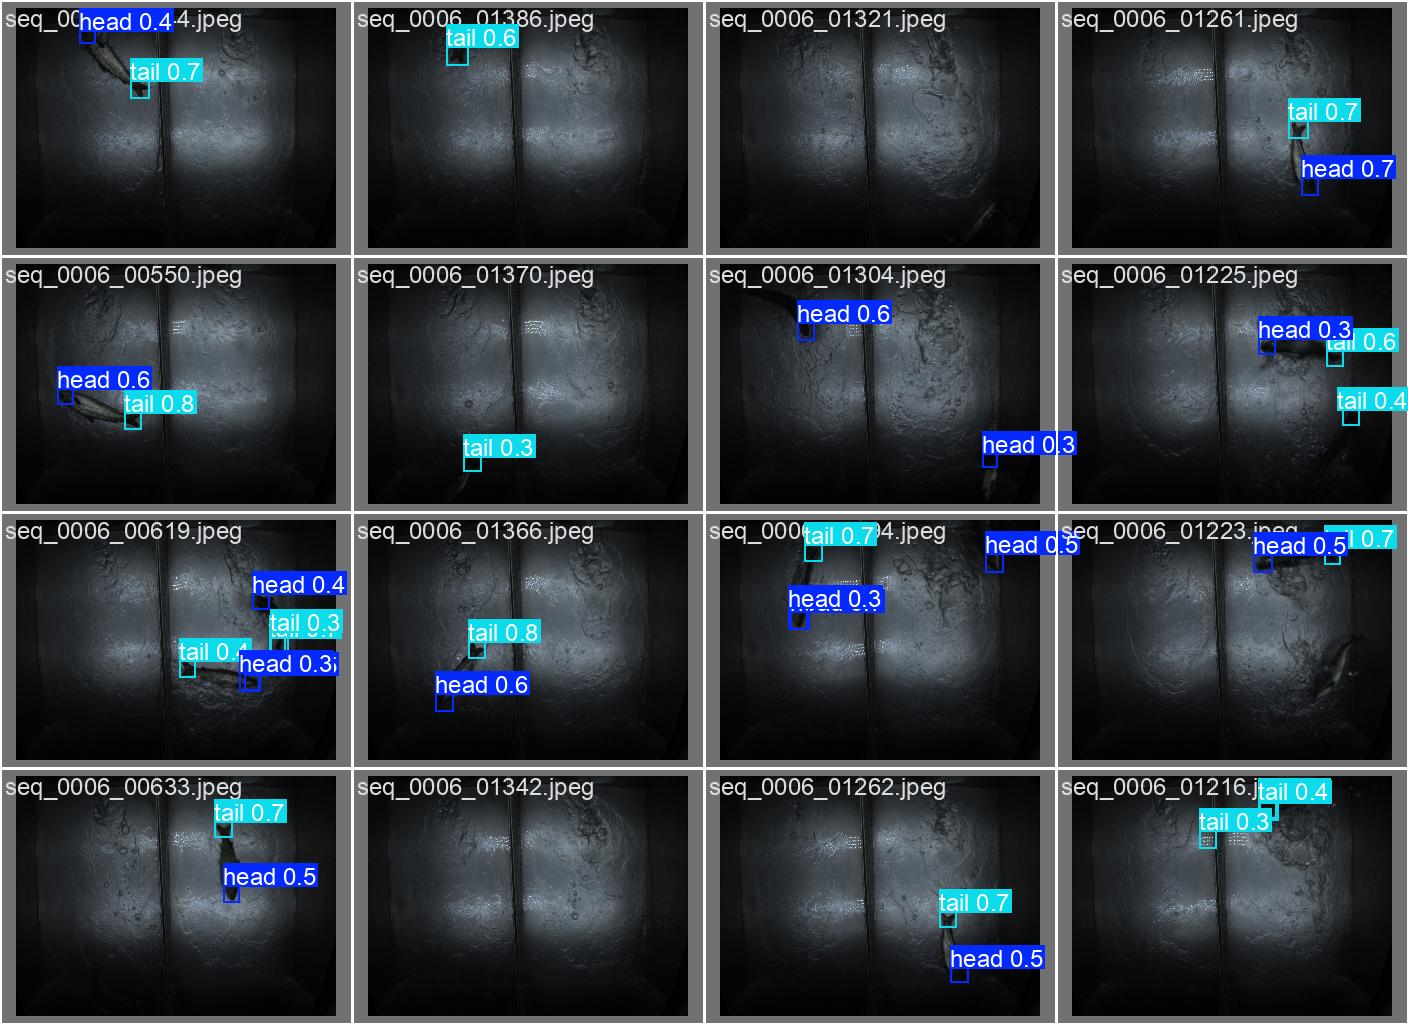 seq_00
4.jpeg
head 0.4
tail 0.7
seq_0006_01386.jpeg
tail 0.6
seq_0006_01321.jpeg
seq_0006_01261.jpeg
tail 0.7
head 0.7
seq_0006_00550.jpeg
head 0.6
tail 0.8
seq_0006_01370.jpeg
tail 0.3
seq_0006_01304.jpeg
head 0.6
head 0.3
seq_0006_01225.jpeg
head 0.3
tail 0.6
tail 0.4
seq_0006_00619.jpeg
head 0.4
tail 0.3
tail 0.4
head 0.3
seq_0006_01366.jpeg
tail 0.8
head 0.6
seq_000
94.jpeg
tail 0.7
head 0.5
head 0.3
seq_0006_01223.jpeg
head 0.5
tail 0.7
seq_0006_00633.jpeg
tail 0.7
head 0.5
seq_0006_01342.jpeg
seq_0006_01262.jpeg
tail 0.7
head 0.5
seq_0006_01216.j
tail 0.4
tail 0.3